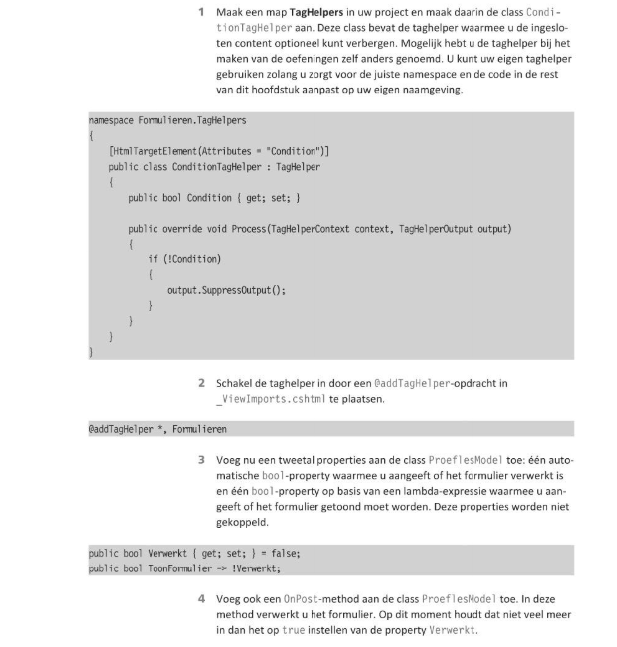 1 Maak een map TagHelpers in uw project en maak daarin de class Condi-
tionTagHelper aan. Deze class bevat de taghelper waarmee u de ingeslo-
ten content optioneel kunt verbergen. Mogelijk hebt u de taghelper bij het
maken van de oefeningen zelf anders genoemd. U kunt uw eigen taghelper
gebruiken zolang u zorgt voor de juiste namespace en de code in de rest
van dit hoofdstuk aanpast op uw eigen naamgeving.
namespace Formulieren.TagHelpers
{
[HtmlTargetElement(Attributes = "Condition")]
public class ConditionTagHelper : TagHelper
{
public bool Condition { get; set; }
public override void Process(TagHelperContext context, TagHelperOutput output)
{
if (!Condition)
{
output.SuppressOutput();
}
}
}
}
2 Schakel de taghelper in door een @addTagHelper-opdracht in
_ViewImports.cshtml te plaatsen.
@addTagHelper *, Formulieren
3 Voeg nu een tweetal properties aan de class ProeflesModel toe: één auto-
matische bool-property waarmee u aangeeft of het formulier verwerkt is
en één bool-property op basis van een lambda-expressie waarmee u aan-
geeft of het formulier getoond moet worden. Deze properties worden niet
gekoppeld.
public bool Verwerkt { get; set; } = false;
public bool ToonFormulier => !Verwerkt;
4 Voeg ook een OnPost-method aan de class ProeflesModel toe. In deze
method verwerkt u het formulier. Op dit moment houdt dat niet veel meer
in dan het op true instellen van de property Verwerkt.